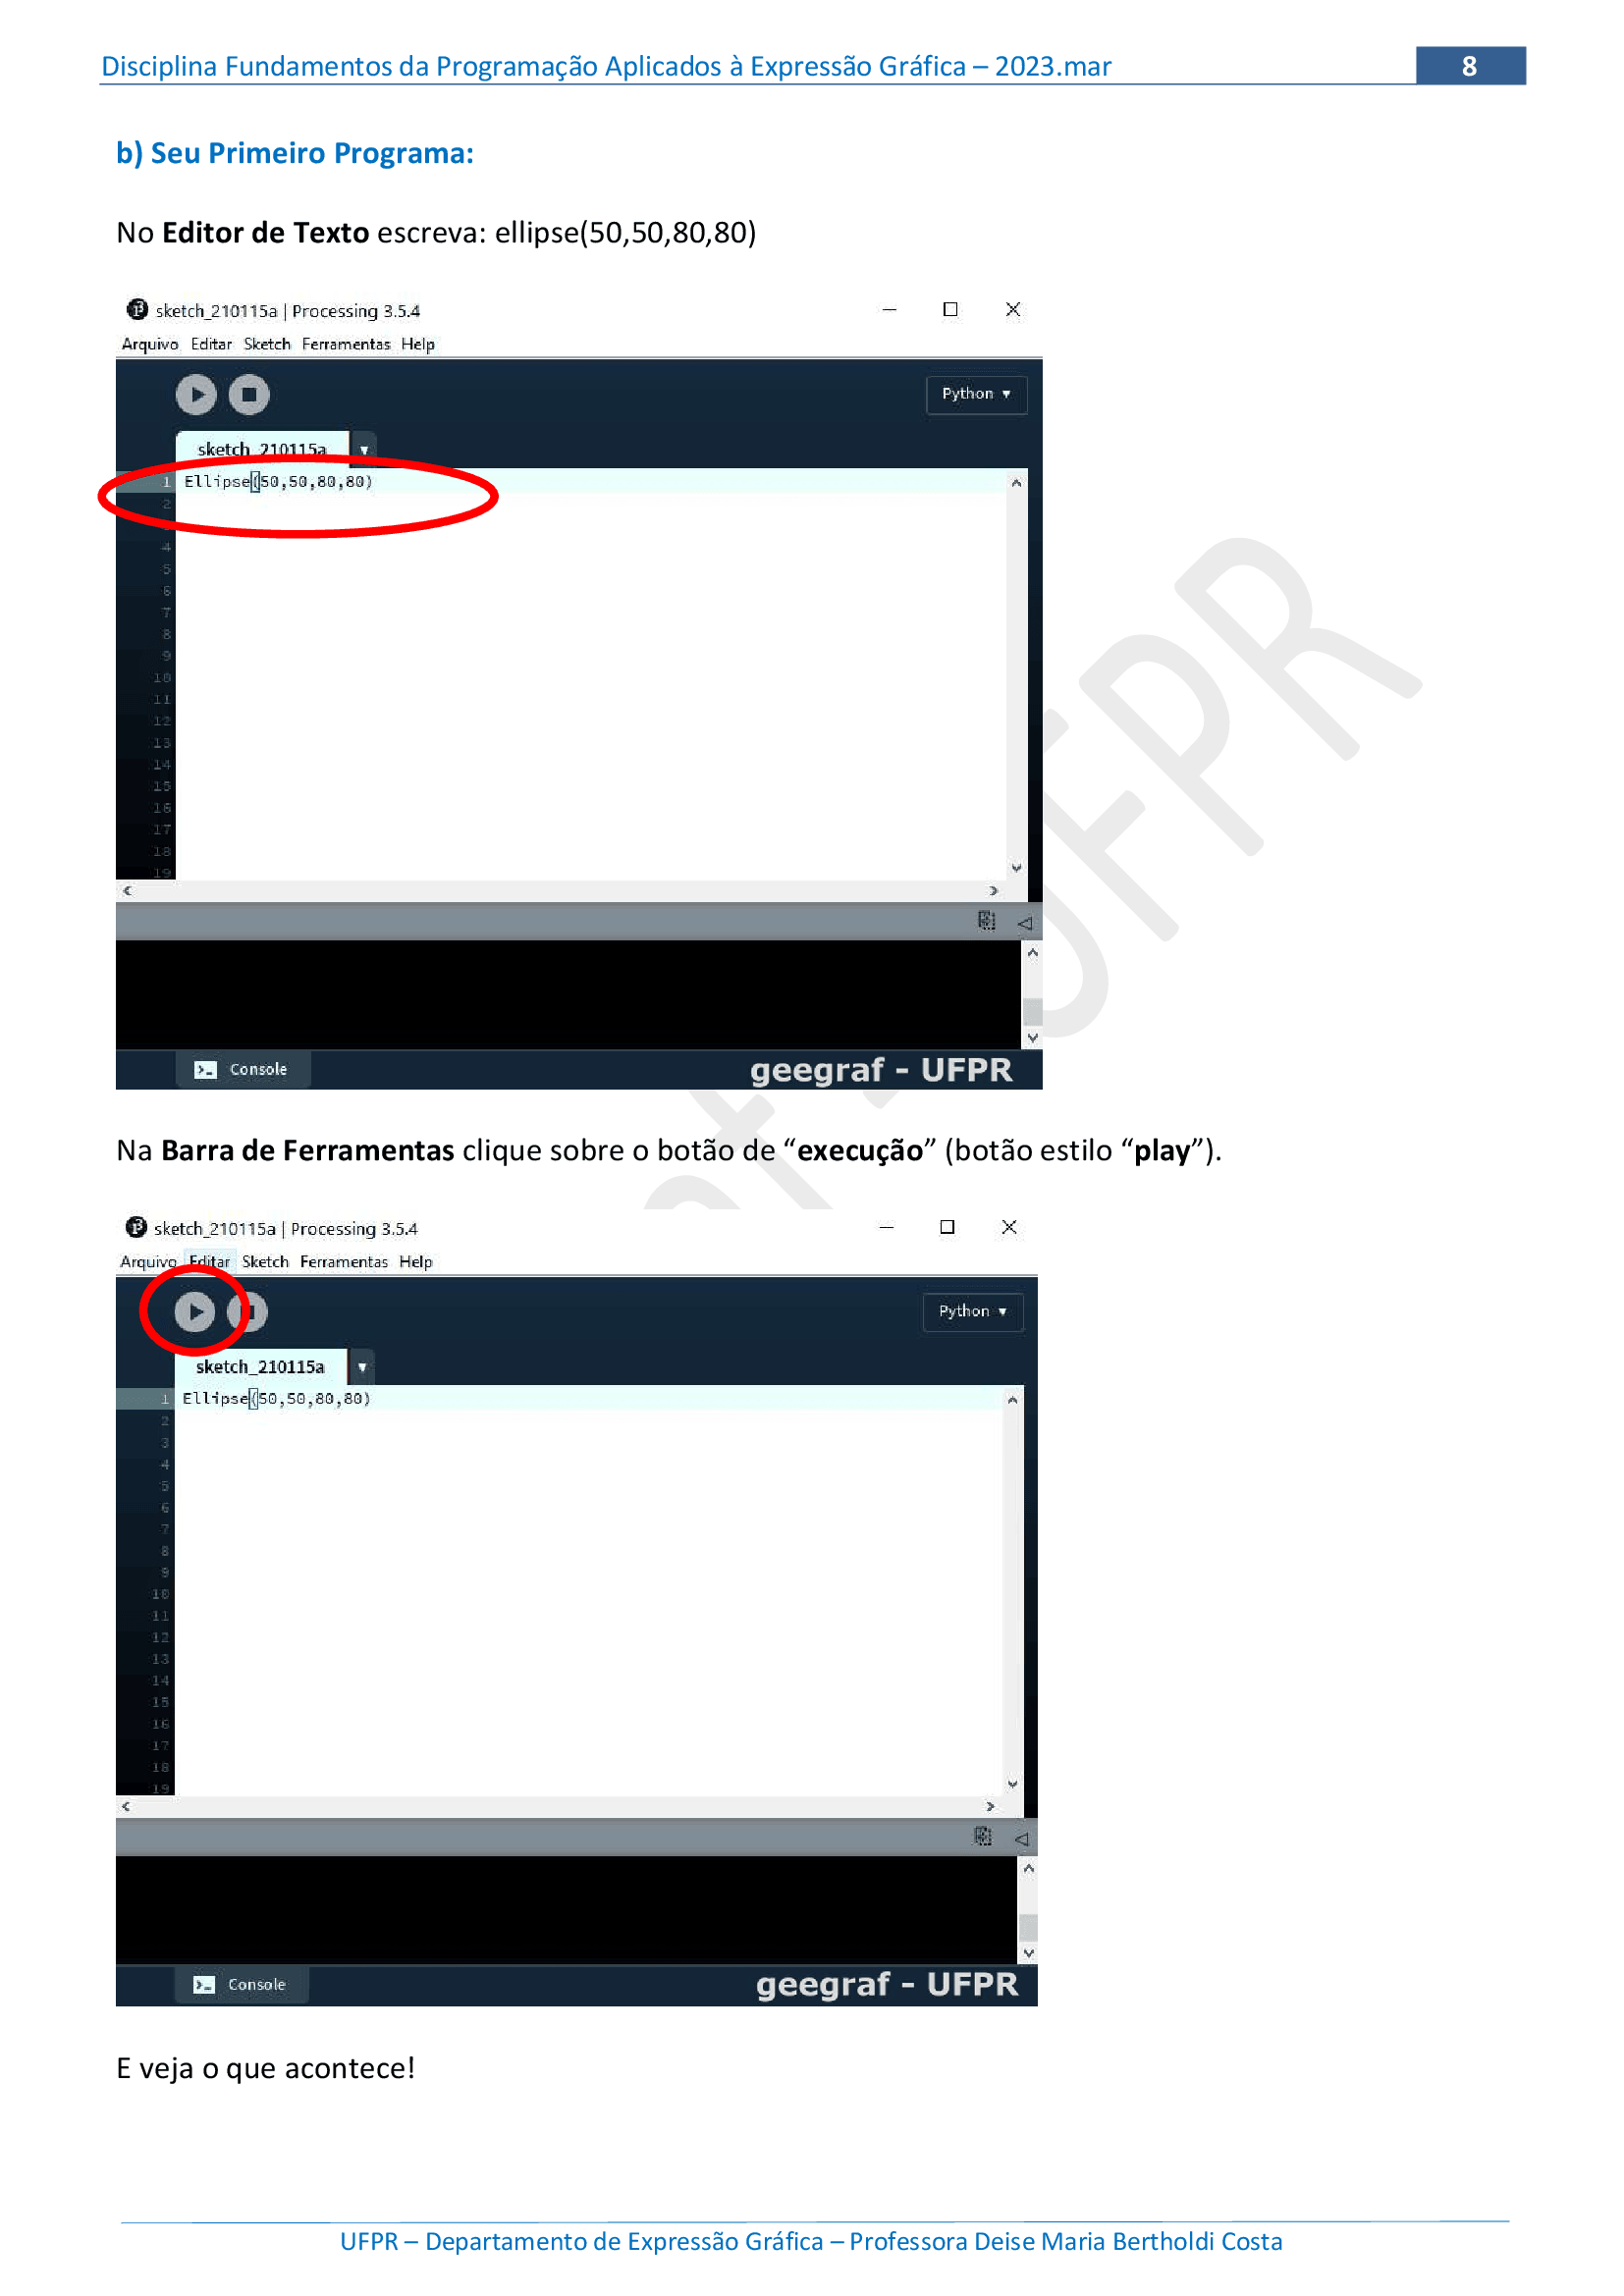 Disciplina Fundamentos da Programação Aplicados à Expressão Gráfica – 2023.mar 8
b) Seu Primeiro Programa:
No Editor de Texto escreva: ellipse(50,50,80,80)
sketch_210115a | Processing 3.5.4
Arquivo Editar Sketch Ferramentas Help
Python ▾
sketch_210115a
1 Ellipse(50,50,80,80)
2
4
5
6
7
8
9
10
11
12
13
14
15
16
17
18
19
Console
geegraf - UFPR
Na Barra de Ferramentas clique sobre o botão de “execução” (botão estilo “play”).
sketch_210115a | Processing 3.5.4
Arquivo Editar Sketch Ferramentas Help
Python ▾
sketch_210115a
1 Ellipse(50,50,80,80)
2
3
4
5
6
7
8
9
10
11
12
13
14
15
16
17
18
19
Console
geegraf - UFPR
E veja o que acontece!
UFPR – Departamento de Expressão Gráfica – Professora Deise Maria Bertholdi Costa
UFPR